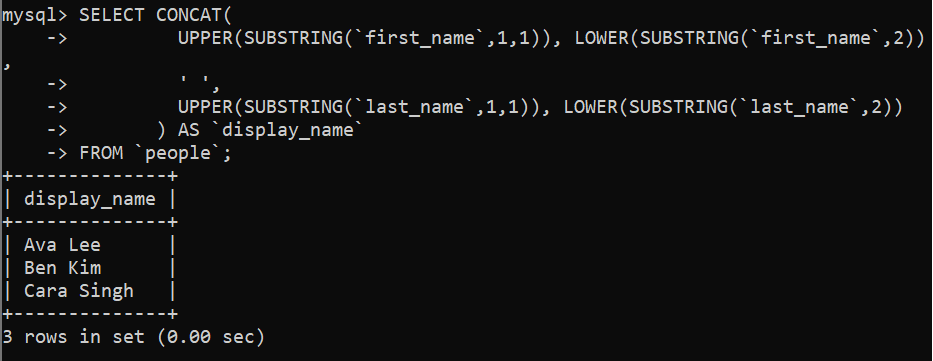 mysql> SELECT CONCAT(
    ->          UPPER(SUBSTRING(`first_name`,1,1)), LOWER(SUBSTRING(`first_name`,2))
,
    ->          ' ',
    ->          UPPER(SUBSTRING(`last_name`,1,1)), LOWER(SUBSTRING(`last_name`,2))
    ->        ) AS `display_name`
    -> FROM `people`;
+--------------+
| display_name |
+--------------+
| Ava Lee      |
| Ben Kim      |
| Cara Singh   |
+--------------+
3 rows in set (0.00 sec)